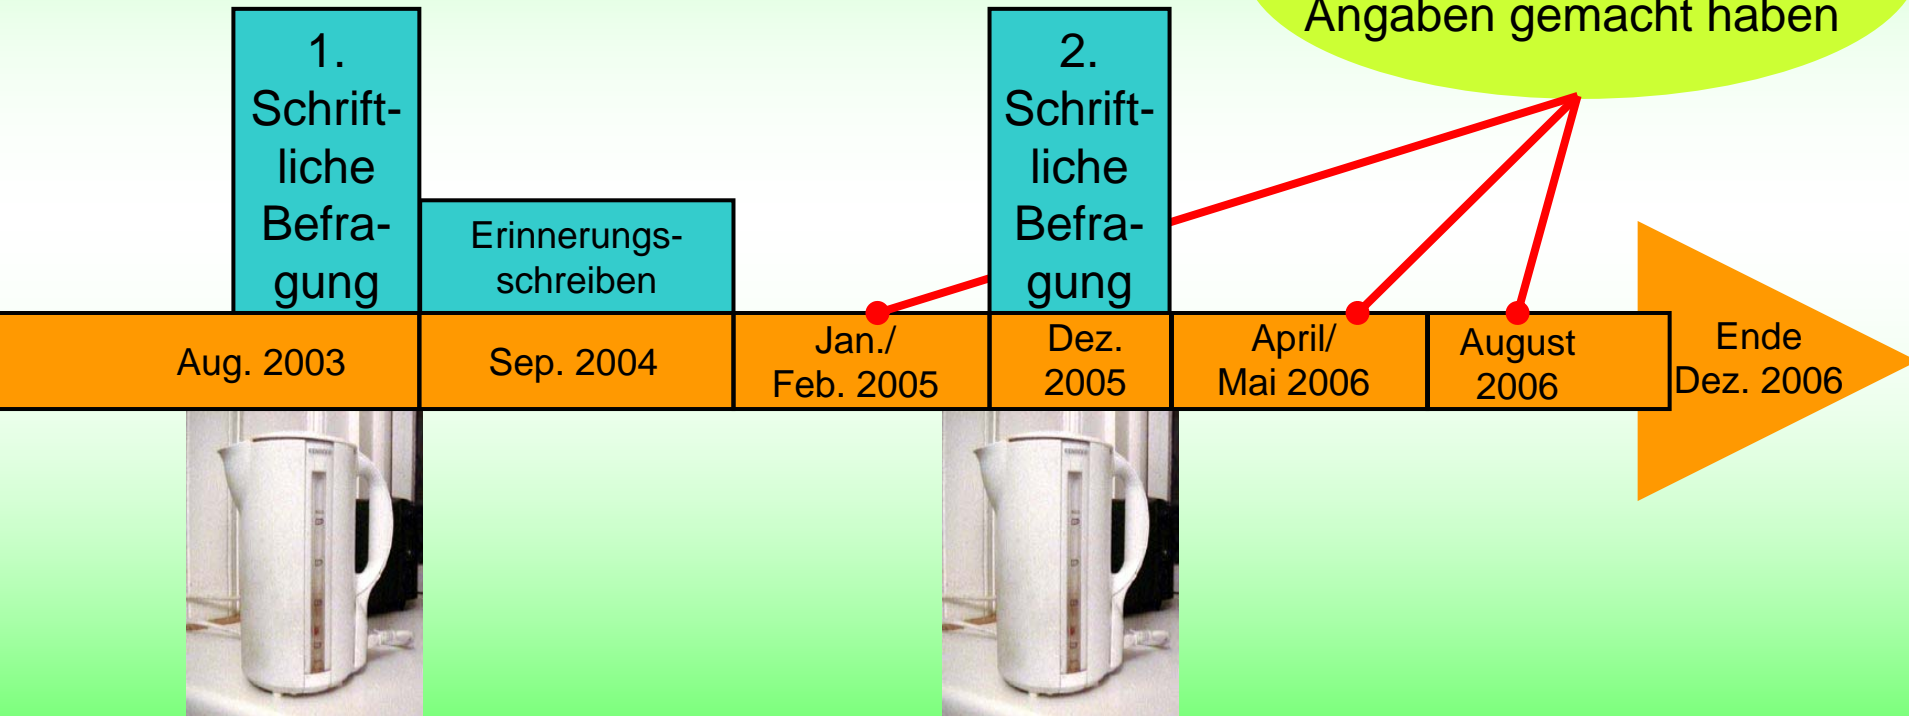 Angaben gemacht haben
1.
Schrift-
liche
Befra-
gung
2.
Schrift-
liche
Befra-
gung
Erinnerungs-
schreiben
Aug. 2003
Sep. 2004
Jan./
Feb. 2005
Dez.
2005
April/
Mai 2006
August
2006
Ende
Dez. 2006